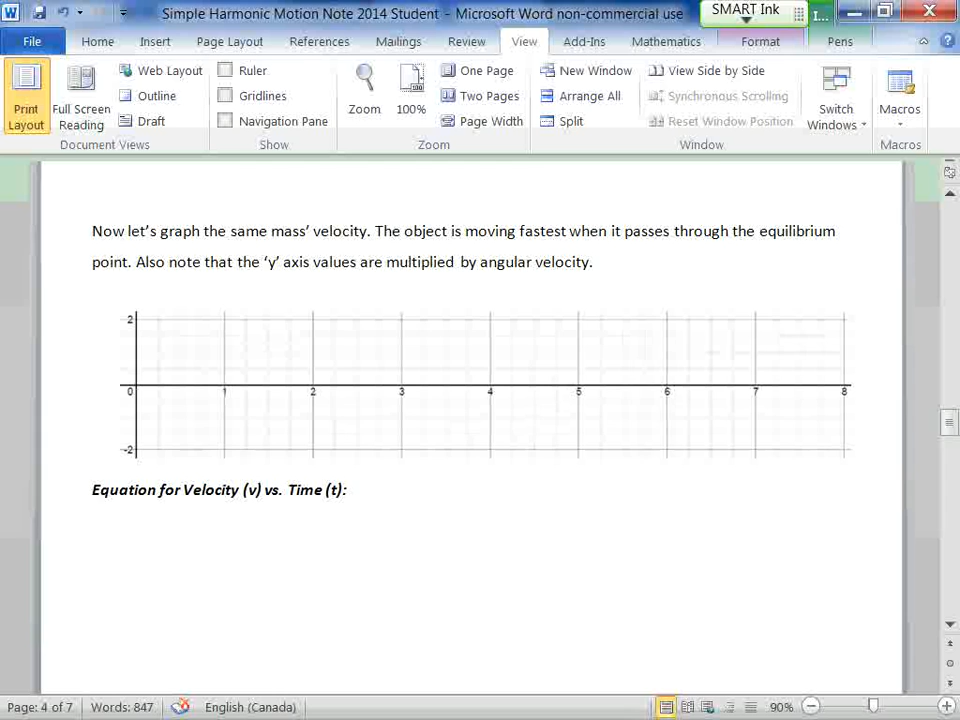 Simple Harmonic Motion Note 2014 Student - Microsoft Word non-commercial use
SMART Ink
I...
File Home Insert Page Layout References Mailings Review View Add-Ins Mathematics Format Pens
Print Layout
Full Screen Reading
Web Layout
Outline
Draft
Document Views
Ruler
Gridlines
Navigation Pane
Show
Zoom
100%
One Page
Two Pages
Page Width
Zoom
New Window
Arrange All
Split
View Side by Side
Synchronous Scrolling
Reset Window Position
Switch Windows
Window
Macros
Macros
Now let’s graph the same mass’ velocity. The object is moving fastest when it passes through the equilibrium
point. Also note that the ‘y’ axis values are multiplied by angular velocity.
2
0 1 2 3 4 5 6 7 8
-2
Equation for Velocity (v) vs. Time (t):
Page: 4 of 7 Words: 847 English (Canada) 90%